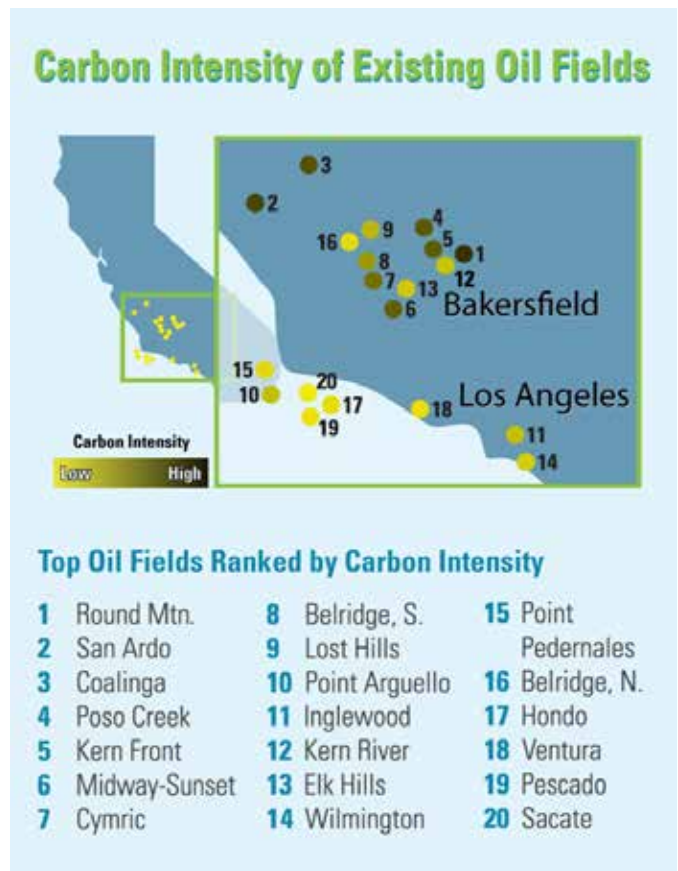 Carbon Intensity of Existing Oil Fields
3
2
4
9
16
5
1
8
12
7
13
Bakersfield
6
15
20
10
17
18
Los Angeles
19
11
14
Carbon Intensity
Low
High
Top Oil Fields Ranked by Carbon Intensity
1 Round Mtn.
2 San Ardo
3 Coalinga
4 Poso Creek
5 Kern Front
6 Midway-Sunset
7 Cymric
8 Belridge, S.
9 Lost Hills
10 Point Arguello
11 Inglewood
12 Kern River
13 Elk Hills
14 Wilmington
15 Point
Pedernales
16 Belridge, N.
17 Hondo
18 Ventura
19 Pescado
20 Sacate